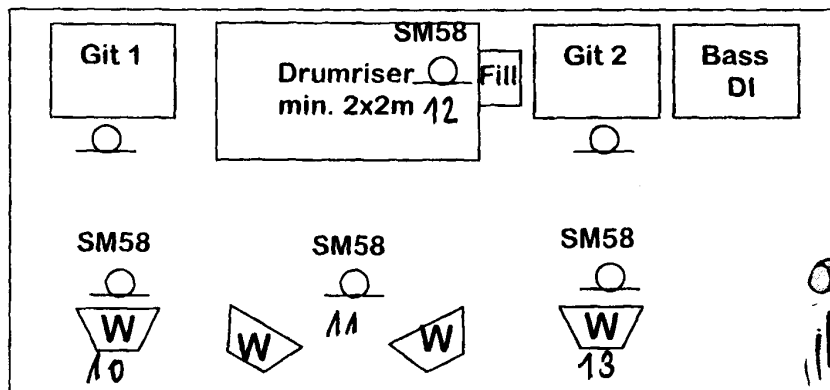 SM58
Git 1
Drumriser
min. 2x2m
12
Fill
Git 2
Bass
DI
SM58
SM58
SM58
W
W
W
W
10
11
13